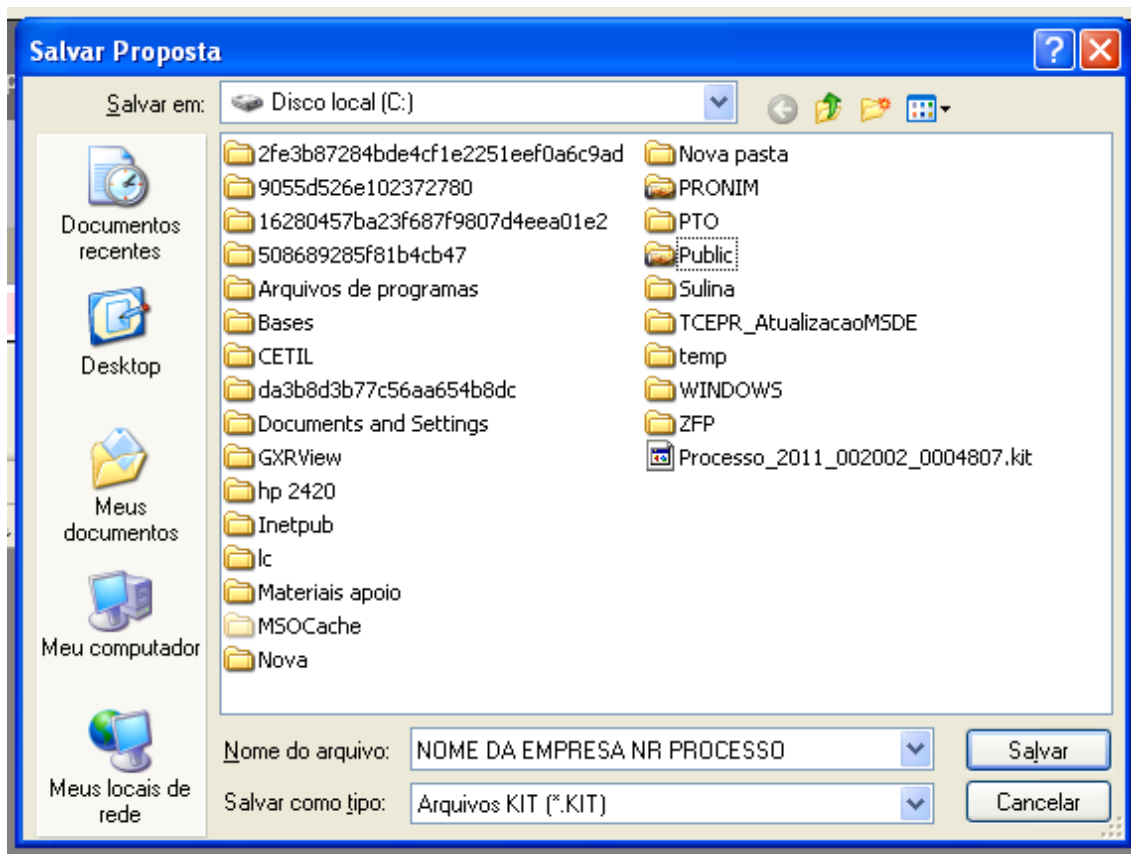 Salvar Proposta
Salvar em:
Disco local (C:)
Documentos
recentes
Desktop
Meus
documentos
Meu computador
Meus locais de
rede
2fe3b87284bde4cf1e2251eef0a6c9ad
9055d526e102372780
16280457ba23f687f9807d4eea01e2
508689285f81b4cb47
Arquivos de programas
Bases
CETIL
da3b8d3b77c56aa654b8dc
Documents and Settings
GXRView
hp 2420
Inetpub
lc
Materiais apoio
MSOCache
Nova
Nova pasta
PRONIM
PTO
Public
Sulina
TCEPR_AtualizacaoMSDE
temp
WINDOWS
ZFP
Processo_2011_002002_0004807.kit
Nome do arquivo:
NOME DA EMPRESA NR PROCESSO
Salvar
Salvar como tipo:
Arquivos KIT (*.KIT)
Cancelar